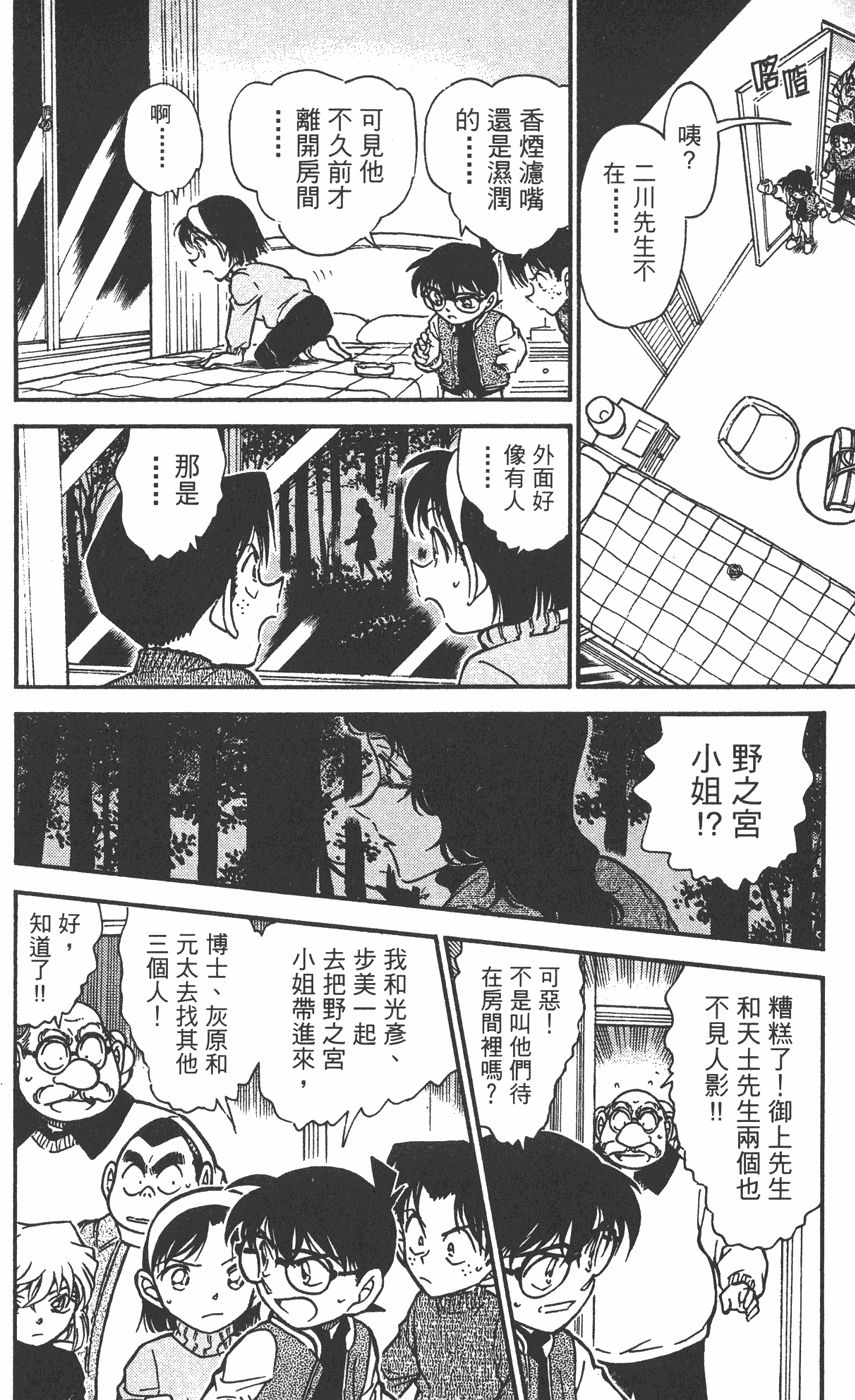 喀喳
咦?
二川先生不
在……
香煙濾嘴
還是濕潤
的……
可見他
不久前才
離開房間
……
啊……
外面好
像有人
……
那是
……
野之宮
小姐!?
糟糕了!御上先生
和天土先生兩個也
不見人影!!
可惡!
不是叫他們待
在房間裡嗎?
我和光彥、
步美一起
去把野之宮
小姐帶進來,
博士、灰原和
元太去找其他
三個人!
好,
知道了!!